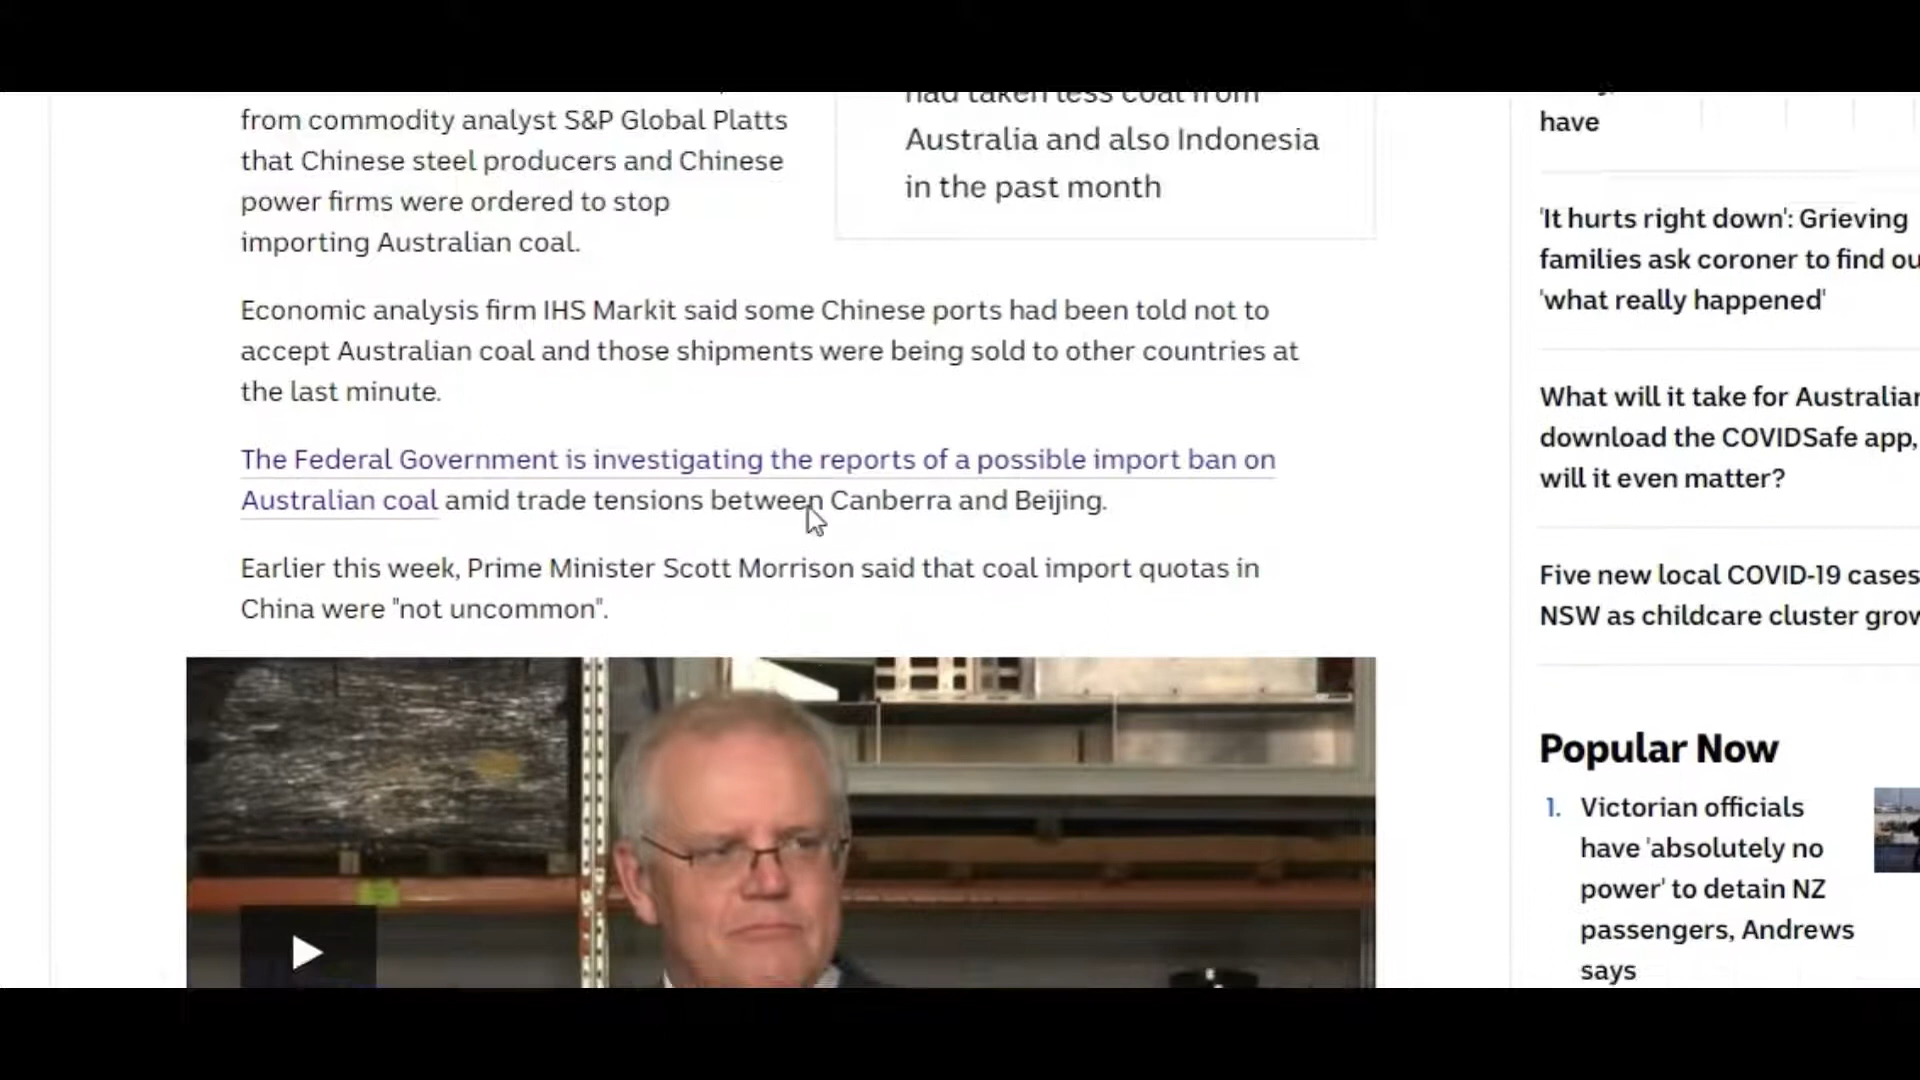 from commodity analyst S&P Global Platts
that Chinese steel producers and Chinese
power firms were ordered to stop
importing Australian coal.
had taken less coal from
Australia and also Indonesia
in the past month
Economic analysis firm IHS Markit said some Chinese ports had been told not to
accept Australian coal and those shipments were being sold to other countries at
the last minute.
The Federal Government is investigating the reports of a possible import ban on
Australian coal amid trade tensions between Canberra and Beijing.
Earlier this week, Prime Minister Scott Morrison said that coal import quotas in
China were "not uncommon".
have
'It hurts right down': Grieving
families ask coroner to find ou
'what really happened'
What will it take for Australian
download the COVIDSafe app,
will it even matter?
Five new local COVID-19 cases
NSW as childcare cluster grow
Popular Now
1. Victorian officials
have 'absolutely no
power' to detain NZ
passengers, Andrews
says